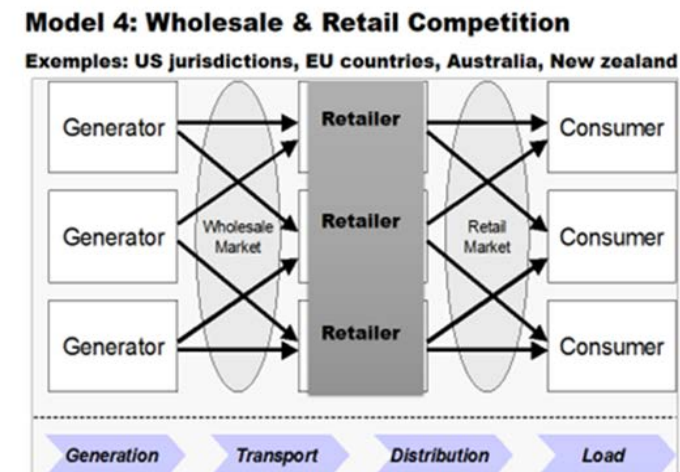 Model 4: Wholesale & Retail Competition
Exemples: US jurisdictions, EU countries, Australia, New zealand
Generator
Retailer
Consumer
Generator
Wholesale
Market
Retailer
Retail
Market
Consumer
Generator
Retailer
Consumer
Generation
Transport
Distribution
Load